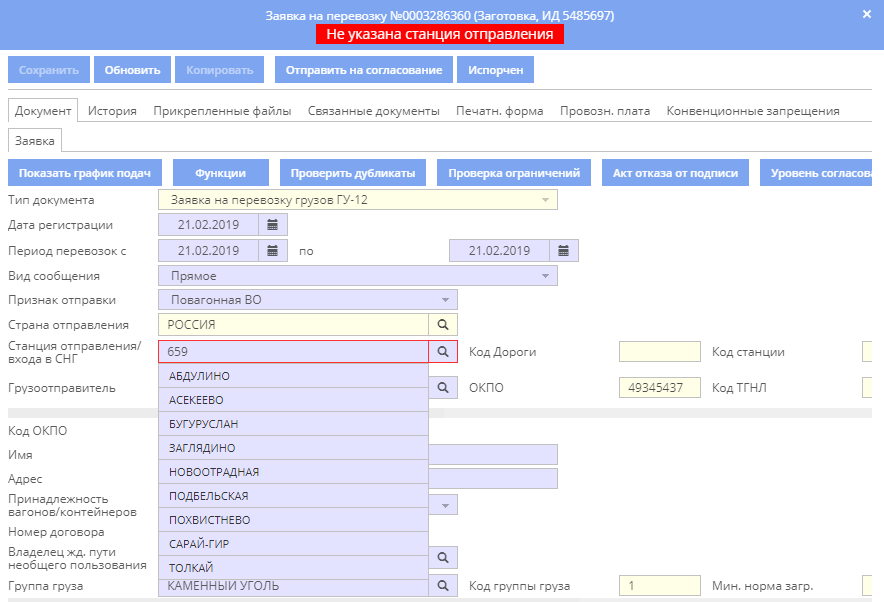 Заявка на перевозку №0003286360 (Заготовка, ИД 5485697)
Не указана станция отправления
Сохранить Обновить Копировать Отправить на согласование Испорчен
Документ История Прикрепленные файлы Связанные документы Печатн. форма Провозн. плата Конвенционные запрещения
Заявка
Показать график подач Функции Проверить дубликаты Проверка ограничений Акт отказа от подписи Уровень согласова
Тип документа Заявка на перевозку грузов ГУ-12
Дата регистрации 21.02.2019
Период перевозок с 21.02.2019 по 21.02.2019
Вид сообщения Прямое
Признак отправки Повагонная ВО
Страна отправления РОССИЯ
Станция отправления/
входа в СНГ 659 Код Дороги Код станции
АБДУЛИНО
Грузоотправитель ОКПО 49345437 Код ТГНЛ
АСЕКЕЕВО
БУГУРУСЛАН
Код ОКПО
ЗАГЛЯДИНО
Имя
НОВООТРАДНАЯ
Адрес
ПОДБЕЛЬСКАЯ
Принадлежность
вагонов/контейнеров
ПОХВИСТНЕВО
Номер договора
САРАЙ-ГИР
Владелец жд. пути
необщего пользования
ТОЛКАЙ
Группа груза КАМЕННЫЙ УГОЛЬ Код группы груза 1 Мин. норма загр.